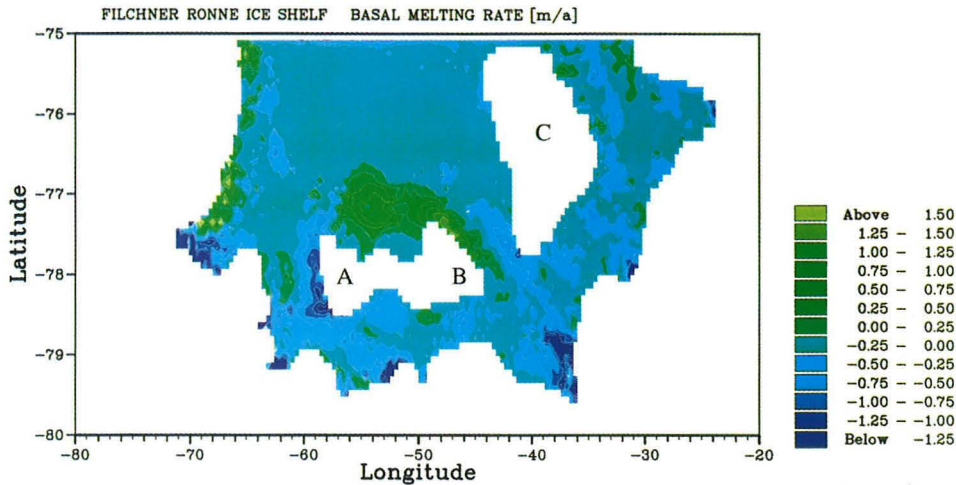 FILCHNER RONNE ICE SHELF BASAL MELTING RATE [m/a]
-75
-76
-77
-78
-79
-80
Latitude
C
A
B
-80 -70 -60 -50 -40 -30 -20
Longitude
Above 1.50
1.25 - 1.50
1.00 - 1.25
0.75 - 1.00
0.50 - 0.75
0.25 - 0.50
0.00 - 0.25
-0.25 - 0.00
-0.50 - -0.25
-0.75 - -0.50
-1.00 - -0.75
-1.25 - -1.00
Below -1.25